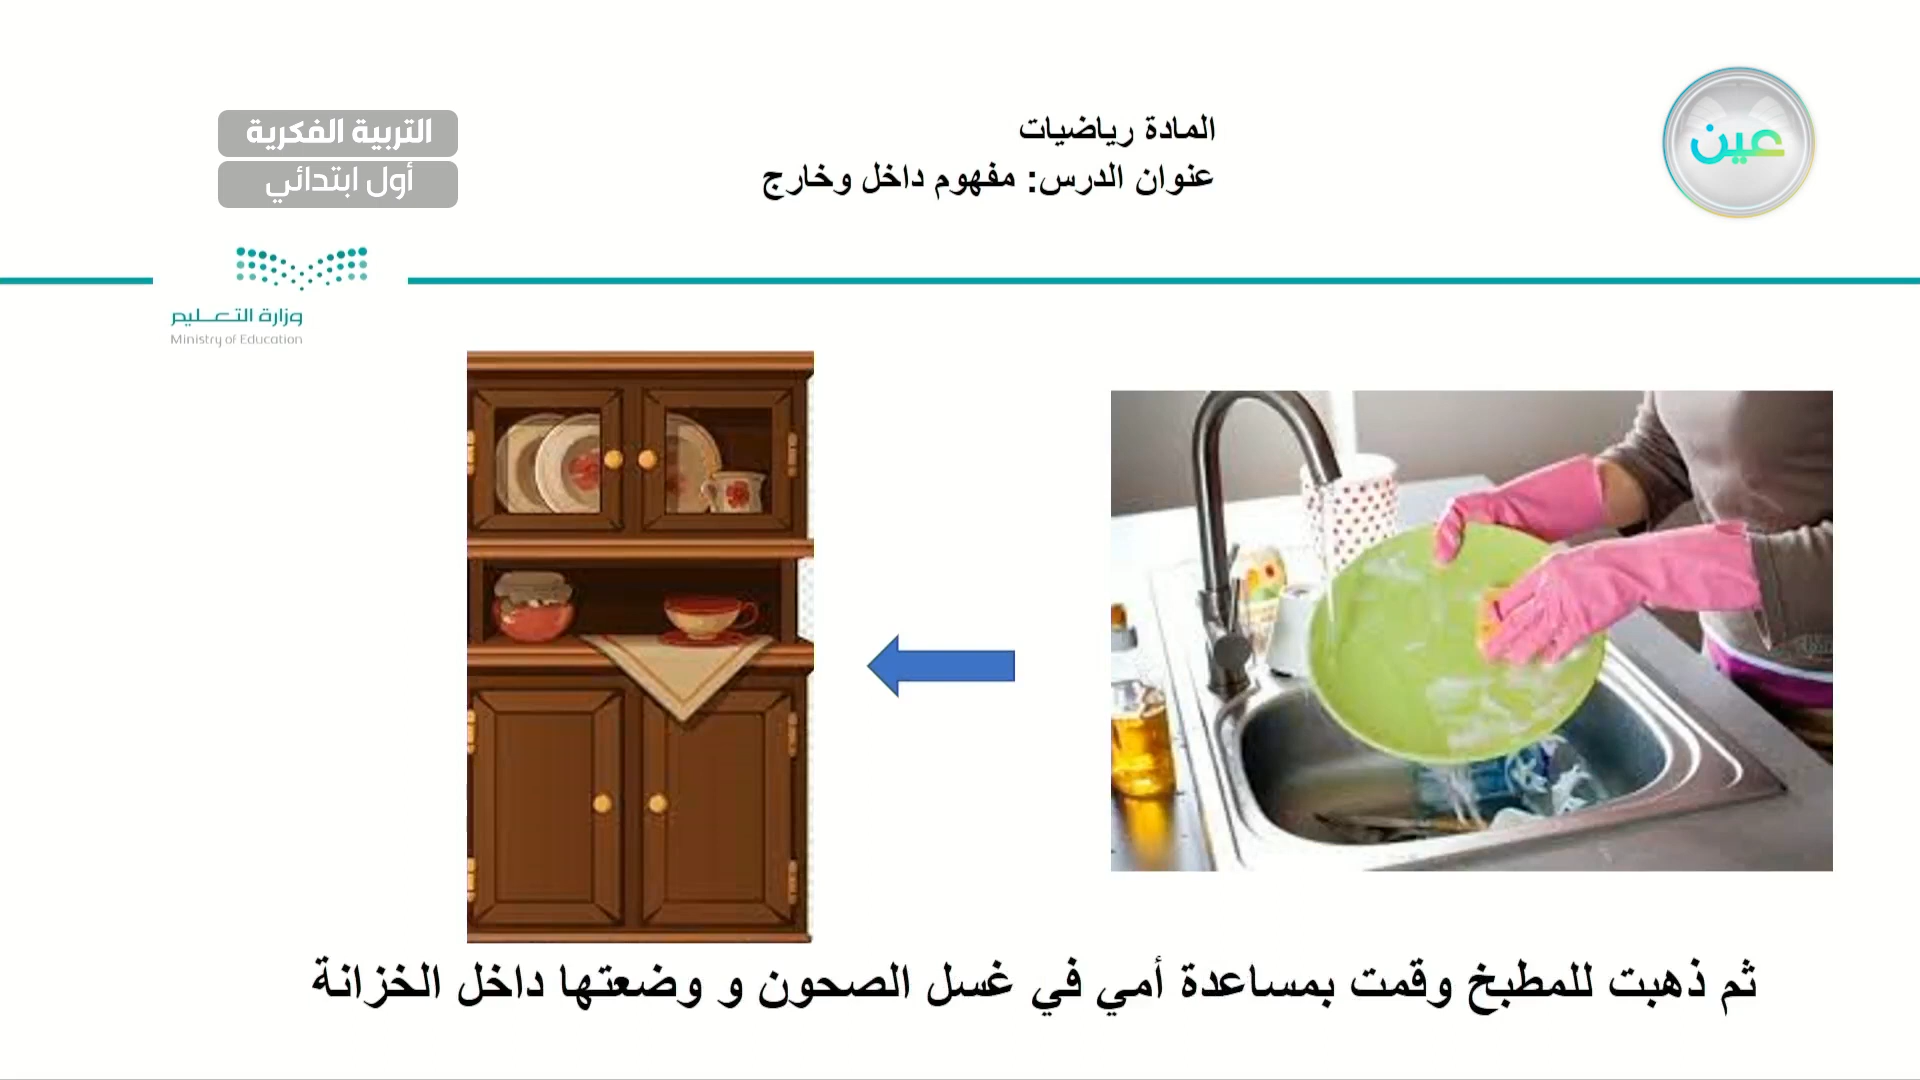 عين
المادة رياضيات
عنوان الدرس: مفهوم داخل وخارج
التربية الفكرية
أول ابتدائي
وزارة التعليم
Ministry of Education
ثم ذهبت للمطبخ وقمت بمساعدة أمي في غسل الصحون و وضعتها داخل الخزانة